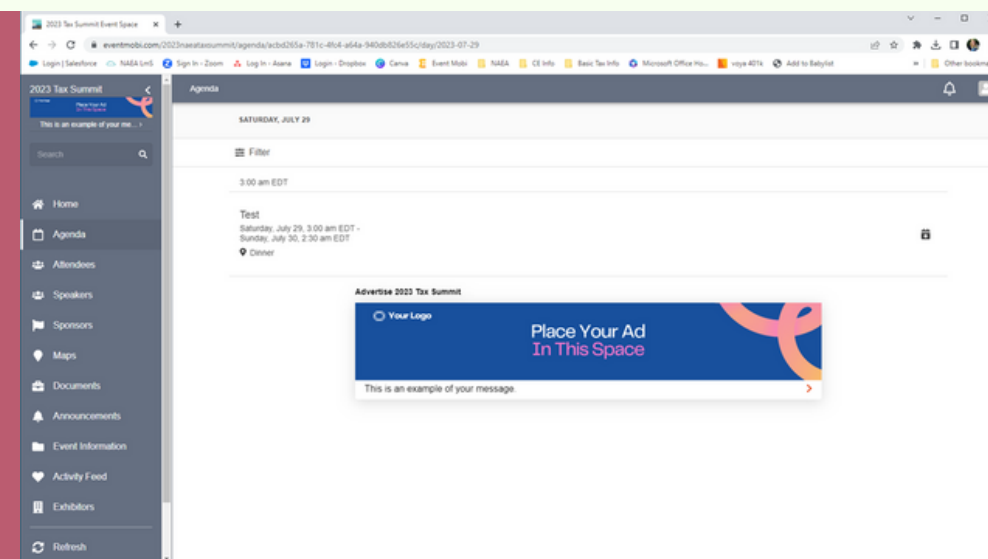 2023 Tax Summit Event Space
eventmobi.com/2023naeataxsummit/agenda/acbd265a-781c-4fc4-a64a-940db826e55c/day/2023-07-29
Login | Salesforce NAEA LmS Sign In - Zoom Log In - Asana Login - Dropbox Canva Event Mobi NAEA CE Info Basic Tax Info Microsoft Office Ho... voya 401k Add to Babylist » Other bookma
2023 Tax Summit
Agenda
Place Your Ad
In This Space
This is an example of your me...
Search
Home
Agenda
Attendees
Speakers
Sponsors
Maps
Documents
Announcements
Event Information
Activity Feed
Exhibitors
Refresh
SATURDAY, JULY 29
Filter
3:00 am EDT
Test
Saturday, July 29, 3:00 am EDT -
Sunday, July 30, 2:30 am EDT
Dinner
Advertise 2023 Tax Summit
Your Logo
Place Your Ad
In This Space
This is an example of your message.